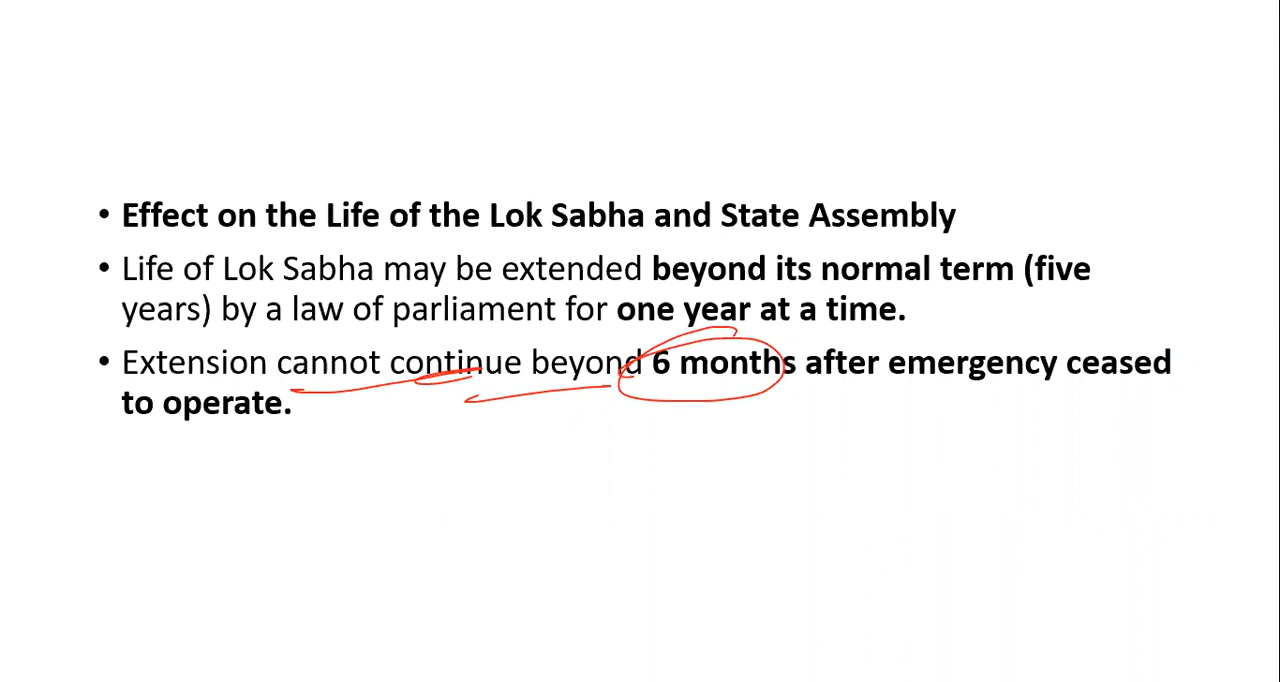 • Effect on the Life of the Lok Sabha and State Assembly
• Life of Lok Sabha may be extended beyond its normal term (five
years) by a law of parliament for one year at a time.
• Extension cannot continue beyond 6 months after emergency ceased
to operate.